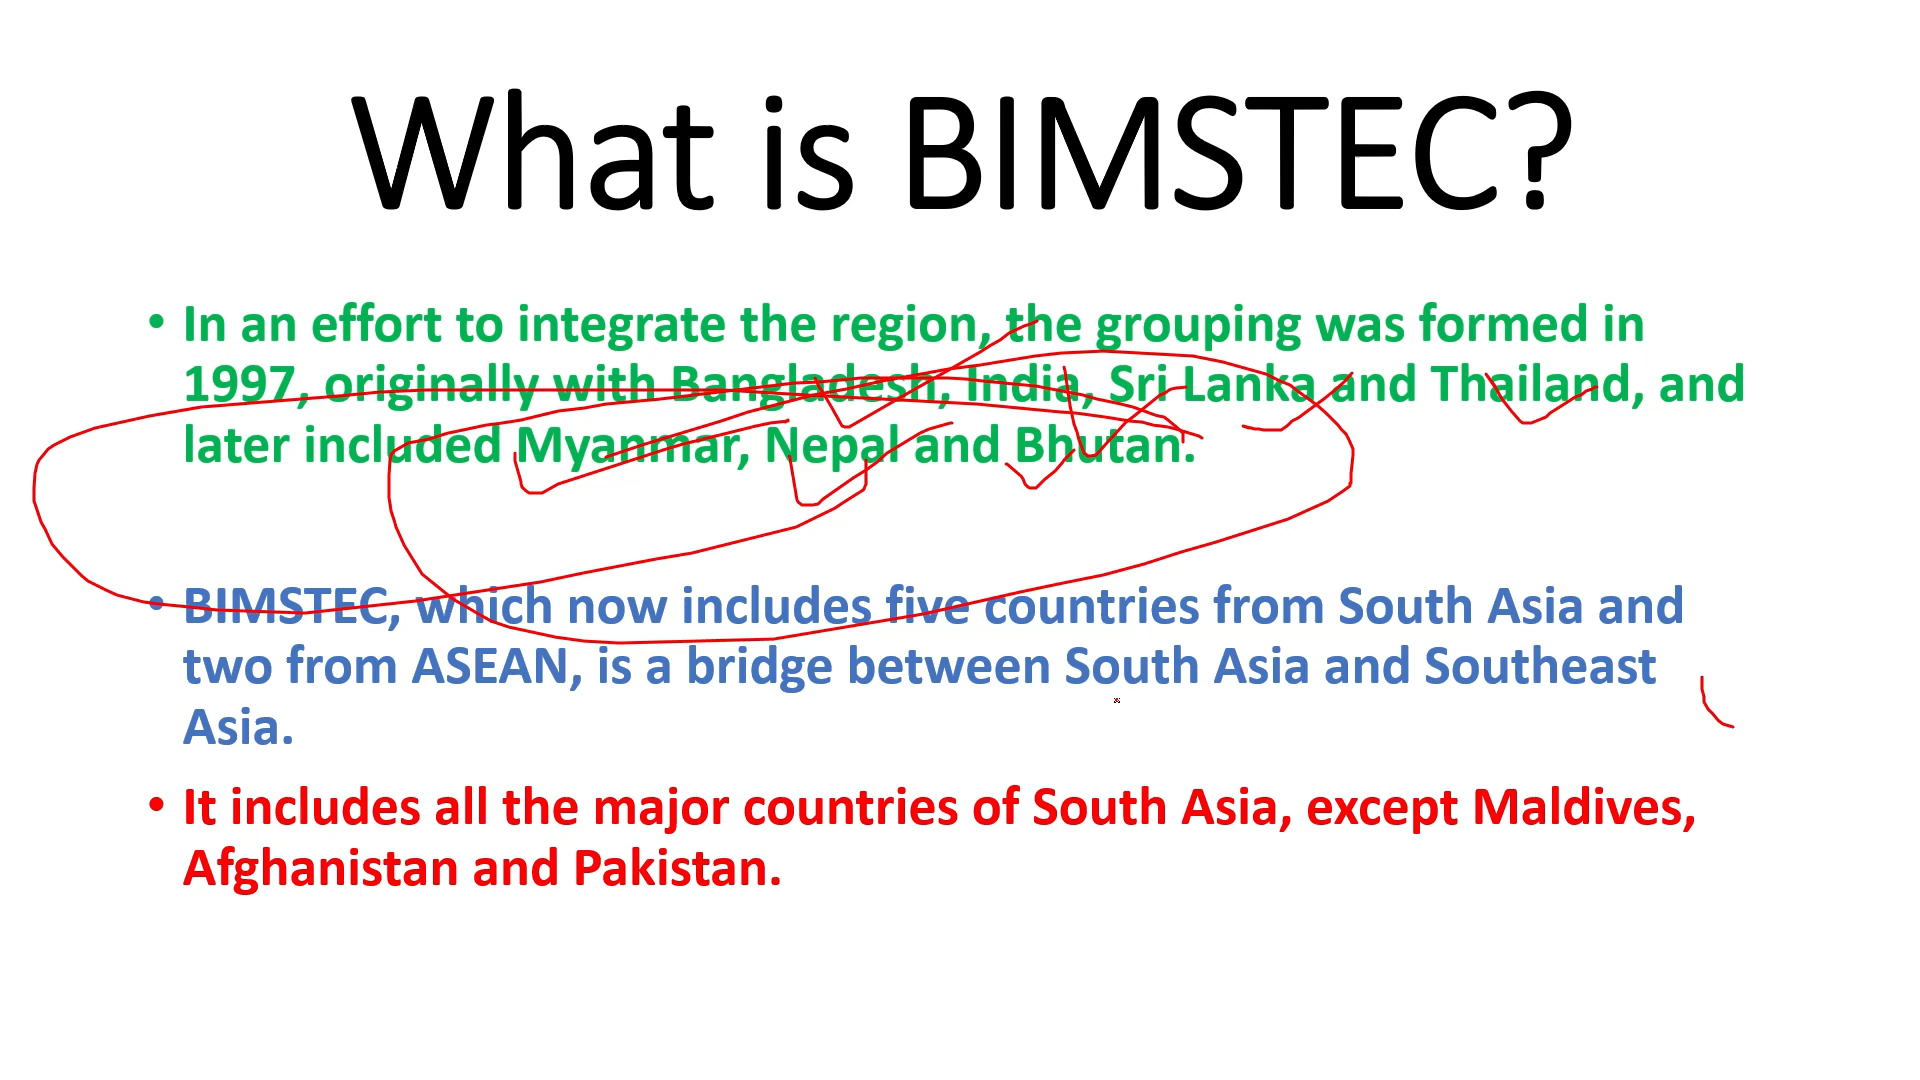 What is BIMSTEC?
• In an effort to integrate the region, the grouping was formed in
1997, originally with Bangladesh, India, Sri Lanka and Thailand, and
later included Myanmar, Nepal and Bhutan.
• BIMSTEC, which now includes five countries from South Asia and
two from ASEAN, is a bridge between South Asia and Southeast
Asia.
• It includes all the major countries of South Asia, except Maldives,
Afghanistan and Pakistan.